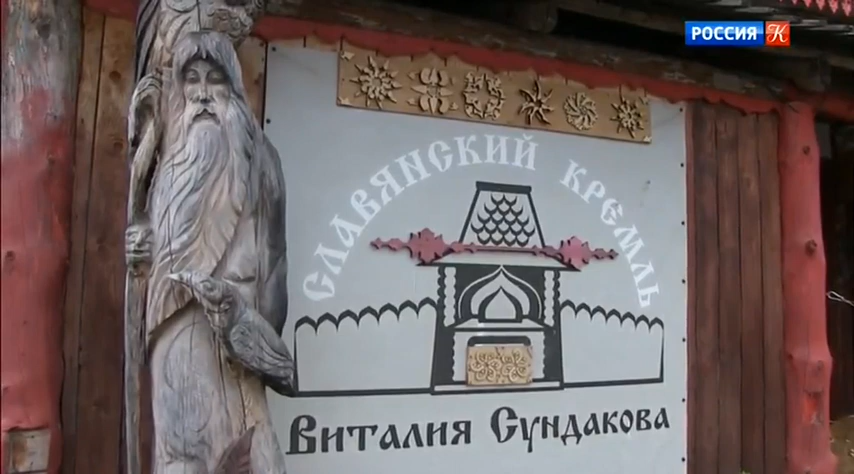 РОССИЯ К
СЛАВЯНСКИЙ КРЕМЛЬ
Виталия Сундакова